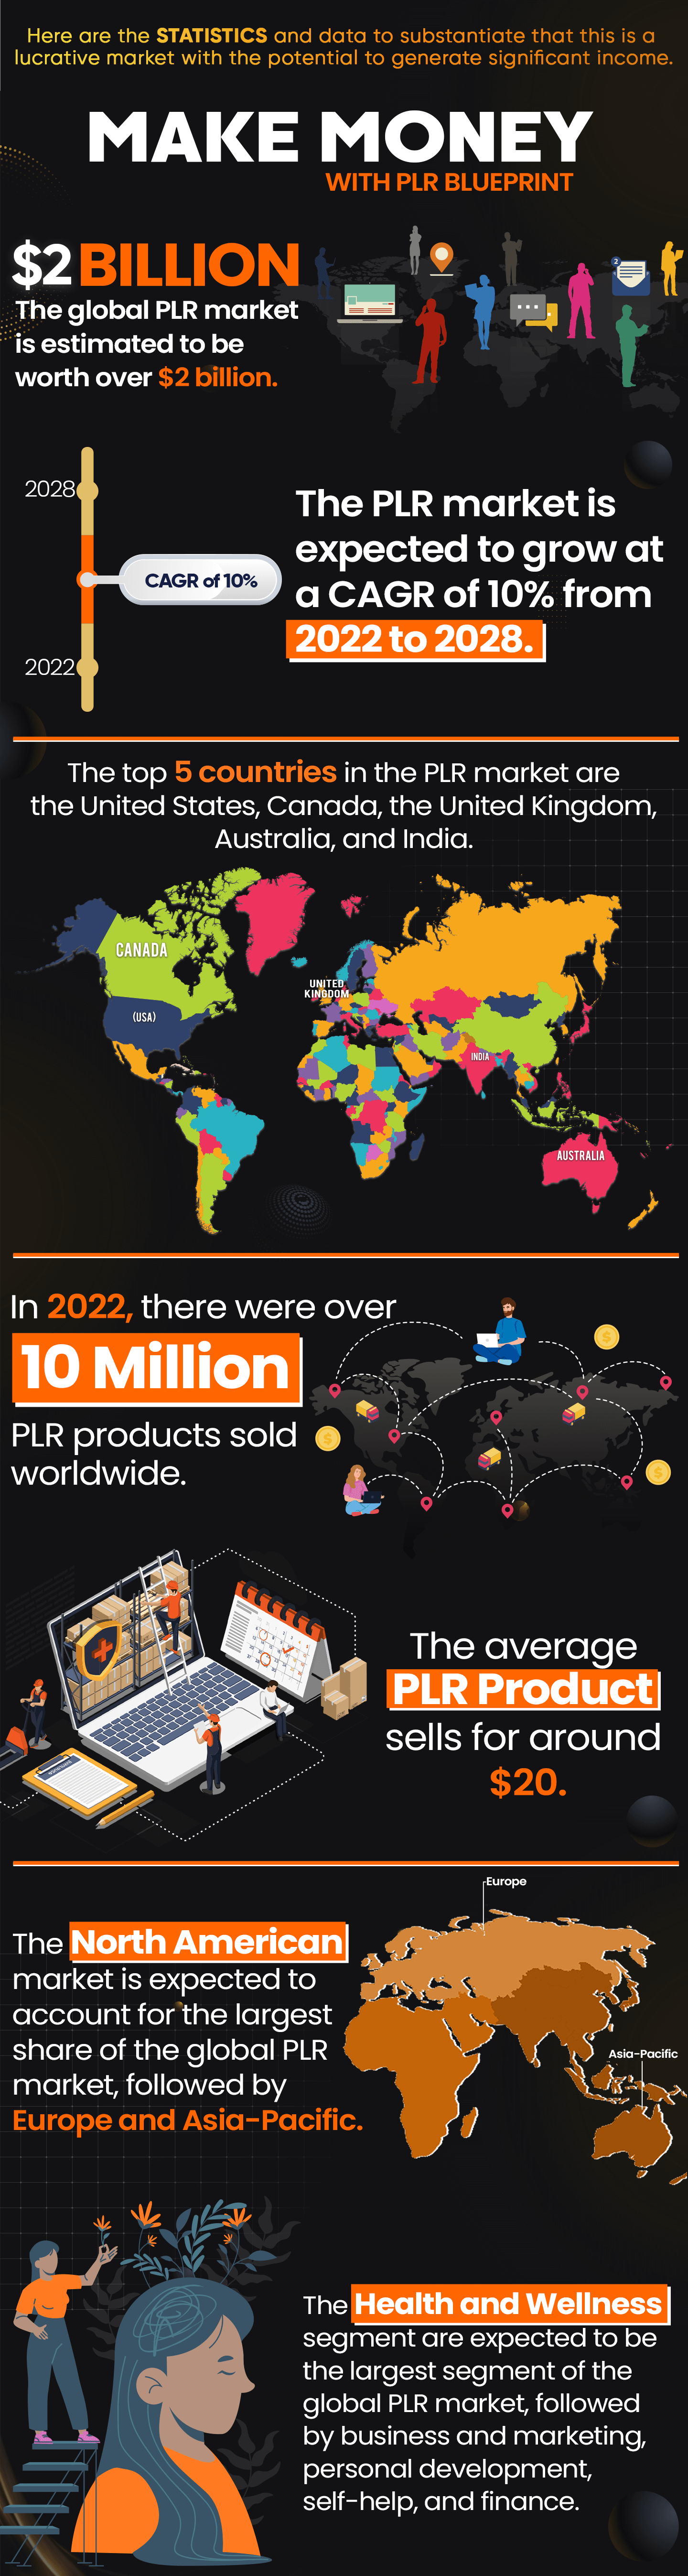 Here are the STATISTICS and data to substantiate that this is a
lucrative market with the potential to generate significant income.
MAKE MONEY
WITH PLR BLUEPRINT
$2 BILLION
The global PLR market
is estimated to be
worth over $2 billion.
2
2028
CAGR of 10%
2022
The PLR market is
expected to grow at
a CAGR of 10% from
2022 to 2028.
The top 5 countries in the PLR market are
the United States, Canada, the United Kingdom,
Australia, and India.
CANADA
(USA)
UNITED
KINGDOM
INDIA
AUSTRALIA
In 2022, there were over
10 Million
PLR products sold
worldwide.
The average
PLR Product
sells for around
$20.
Europe
Asia-Pacific
The North American
market is expected to
account for the largest
share of the global PLR
market, followed by
Europe and Asia-Pacific.
The Health and Wellness
segment are expected to be
the largest segment of the
global PLR market, followed
by business and marketing,
personal development,
self-help, and finance.